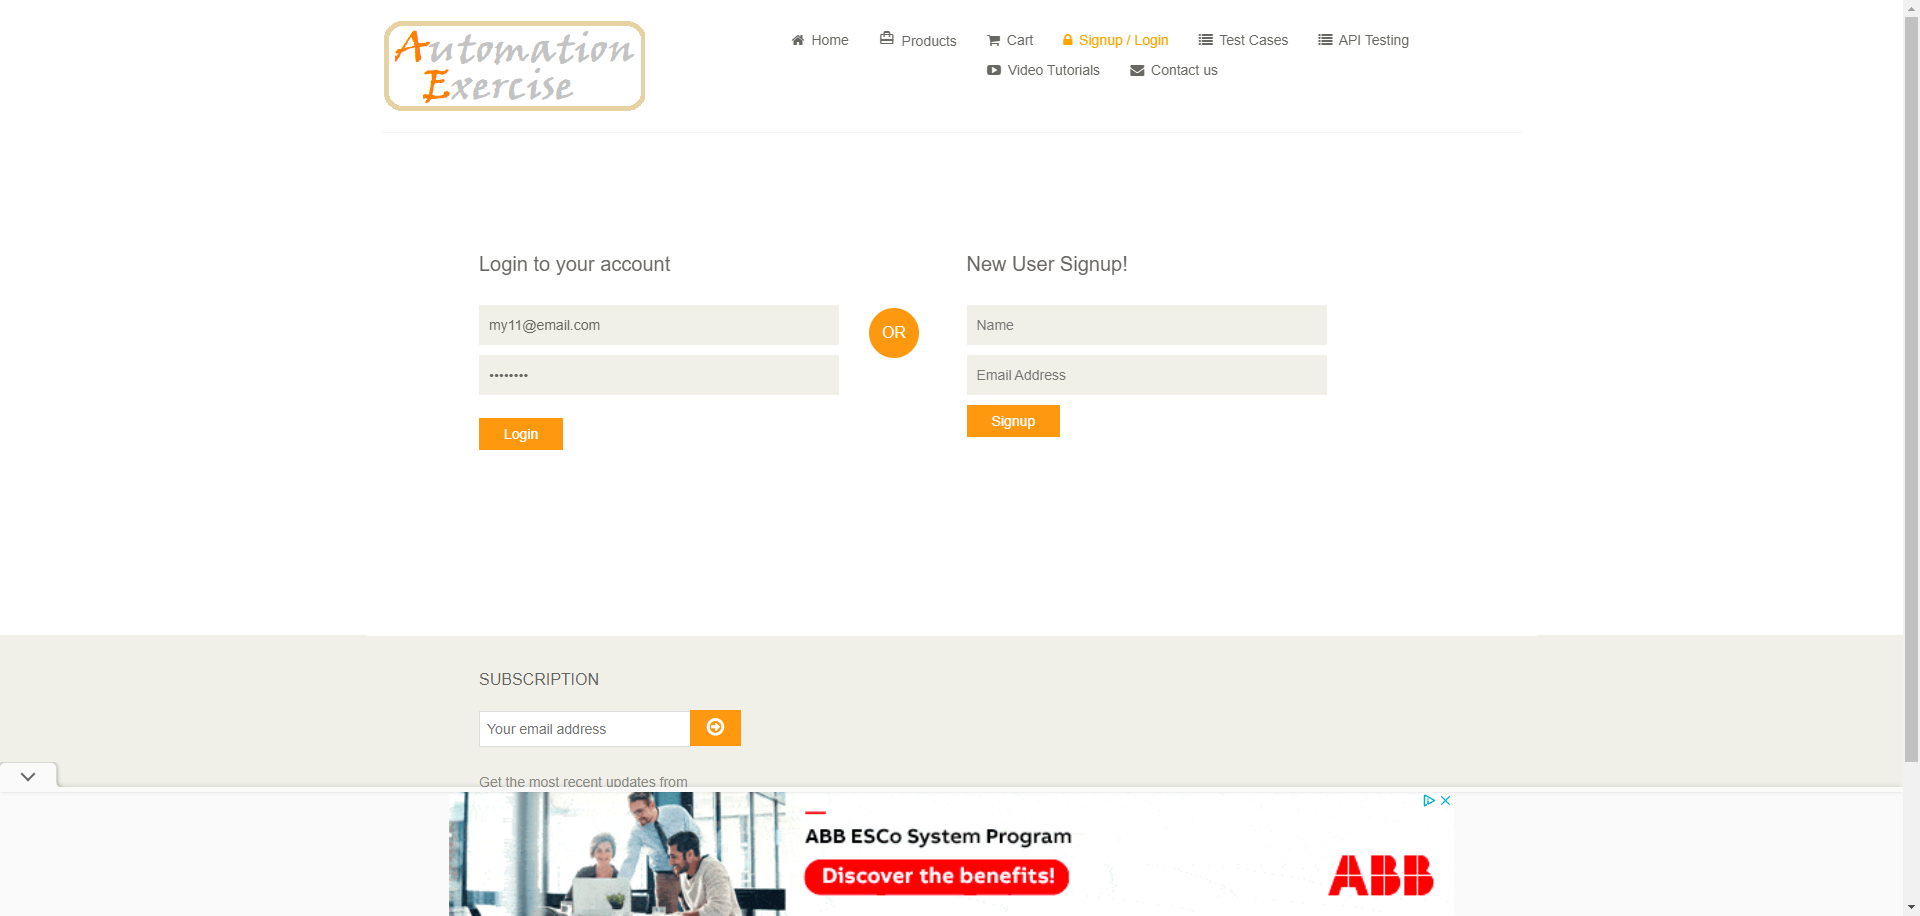 Automation
Exercise
Home
Products
Cart
Signup / Login
Test Cases
API Testing
Video Tutorials
Contact us
Login to your account
my11@email.com
••••••••
Login
OR
New User Signup!
Name
Email Address
Signup
SUBSCRIPTION
Your email address
Get the most recent updates from
ABB ESCo System Program
Discover the benefits!
ABB